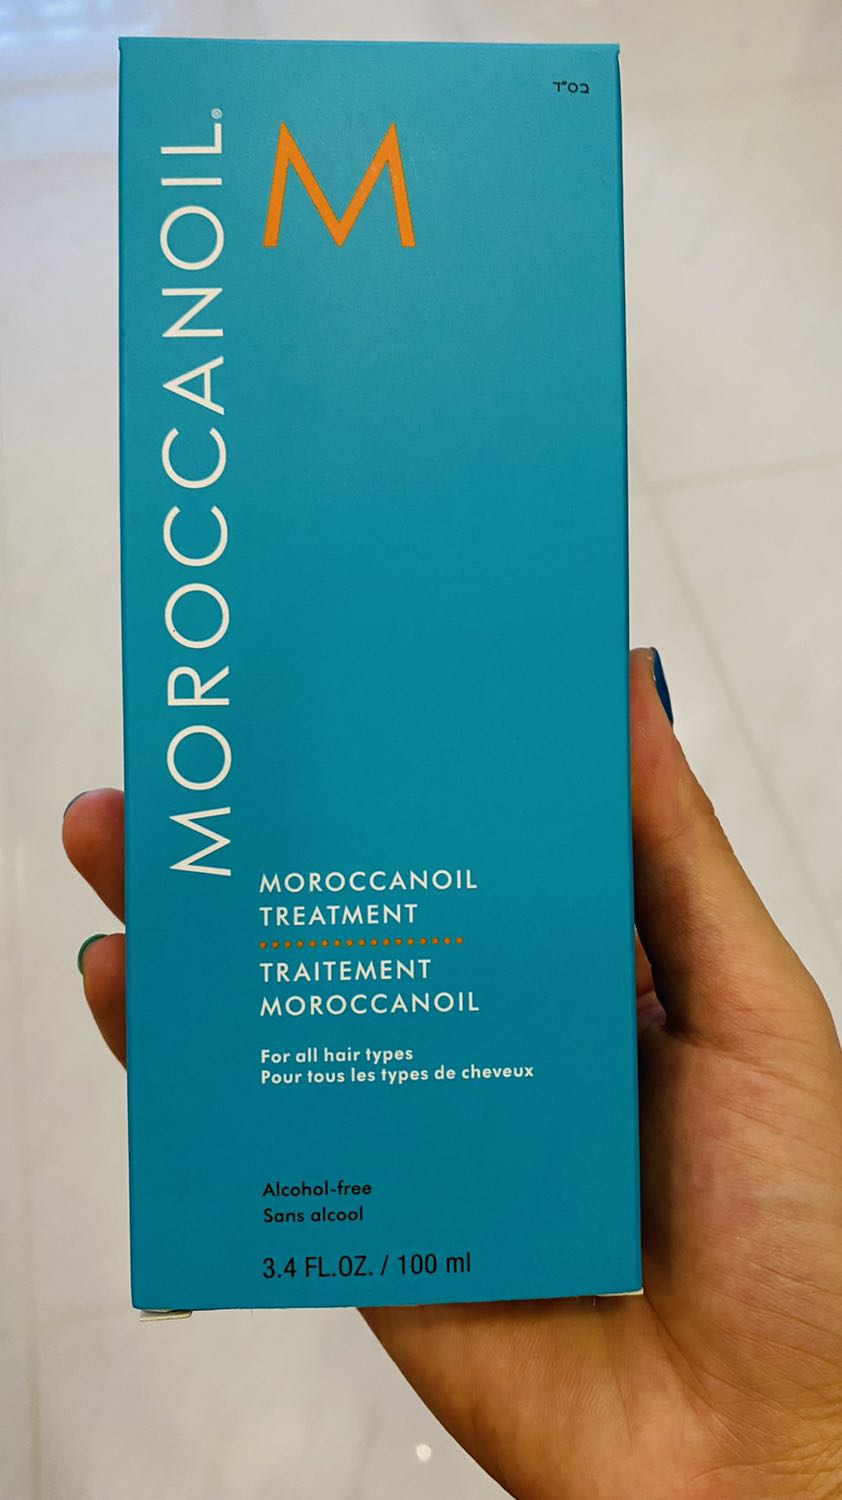 בס"ד
M
MOROCCANOIL®
MOROCCANOIL
TREATMENT
TRAITEMENT
MOROCCANOIL
For all hair types
Pour tous les types de cheveux
Alcohol-free
Sans alcool
3.4 FL.OZ. / 100 ml